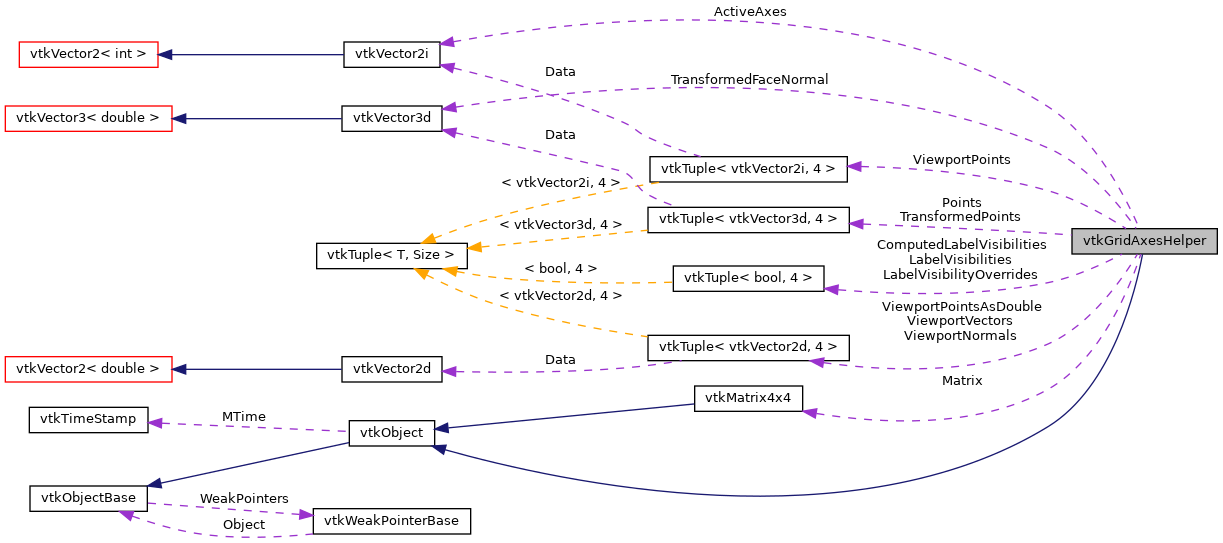 ActiveAxes
vtkVector2< int >
vtkVector2i
Data
TransformedFaceNormal
vtkVector3< double >
vtkVector3d
Data
ViewportPoints
vtkTuple< vtkVector2i, 4 >
< vtkVector2i, 4 >
Points
TransformedPoints
vtkTuple< vtkVector3d, 4 >
< vtkVector3d, 4 >
vtkGridAxesHelper
ComputedLabelVisibilities
LabelVisibilities
LabelVisibilityOverrides
vtkTuple< T, Size >
< bool, 4 >
vtkTuple< bool, 4 >
< vtkVector2d, 4 >
ViewportPointsAsDouble
ViewportVectors
ViewportNormals
vtkTuple< vtkVector2d, 4 >
Data
vtkVector2< double >
vtkVector2d
Matrix
vtkMatrix4x4
MTime
vtkTimeStamp
vtkObject
vtkObjectBase
WeakPointers
vtkWeakPointerBase
Object